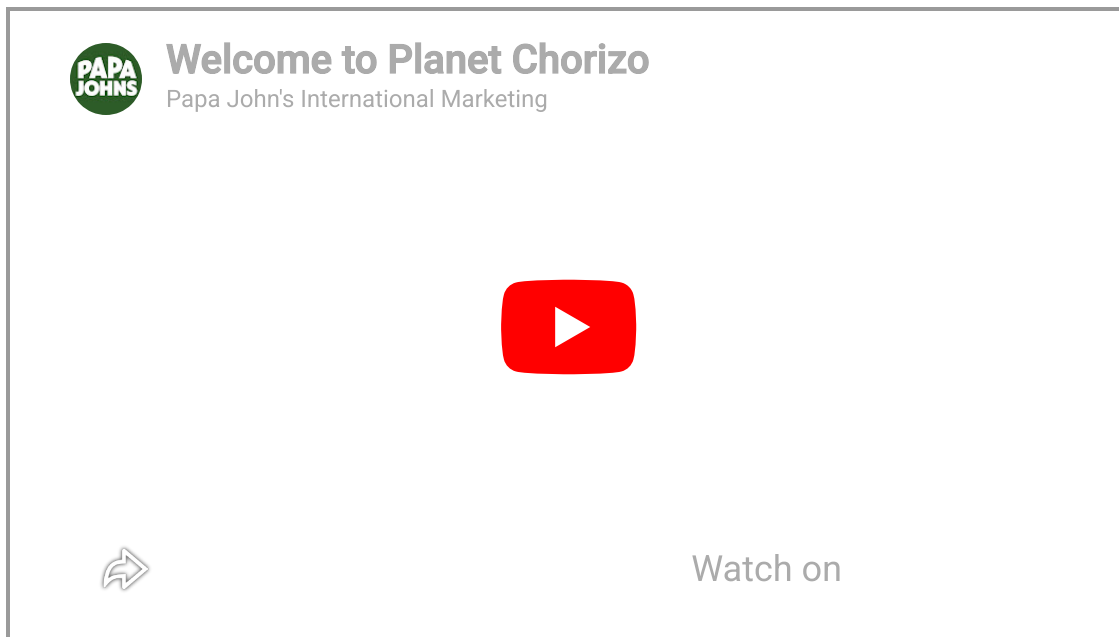 PAPA
JOHNS
Welcome to Planet Chorizo
Papa John's International Marketing
Watch on